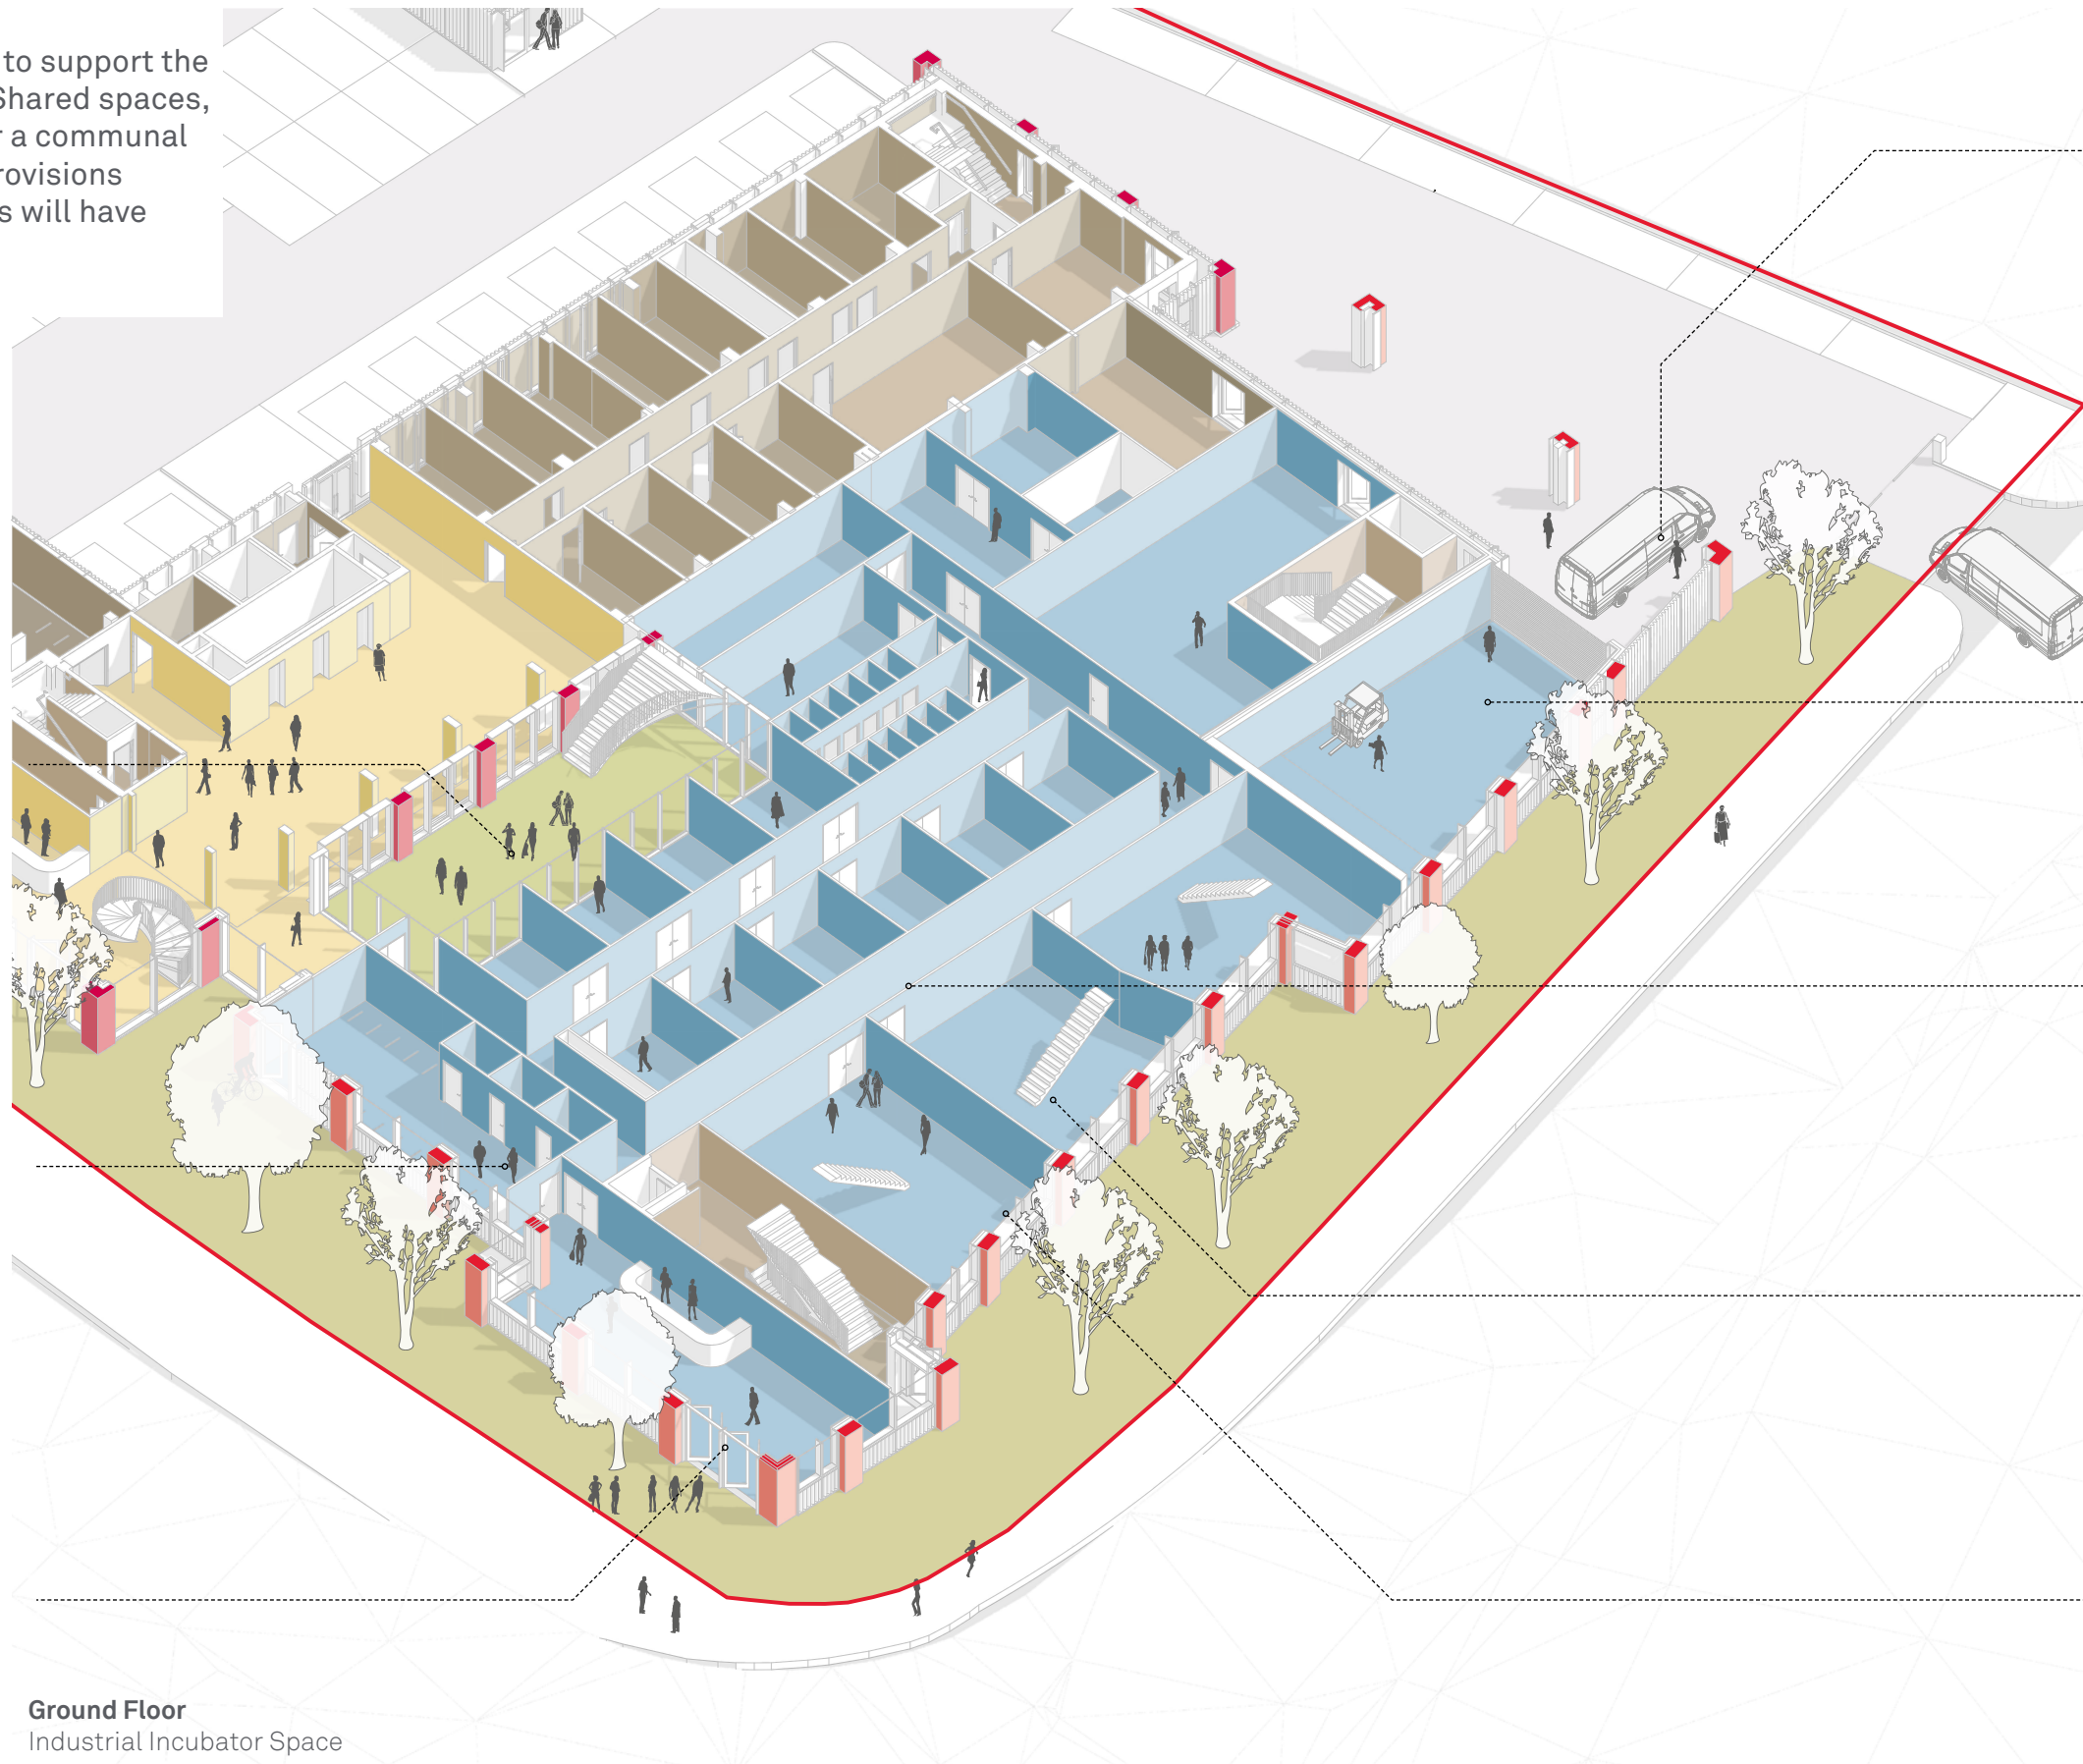 to support the
Shared spaces,
r a communal
rovisions
s will have
Ground Floor
Industrial Incubator Space